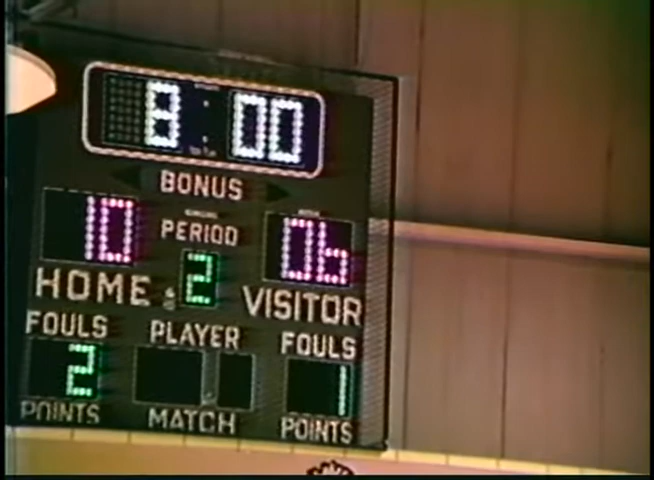 8:00
BONUS
10 PERIOD 06
HOME 2 VISITOR
FOULS PLAYER FOULS
2 1
POINTS MATCH POINTS